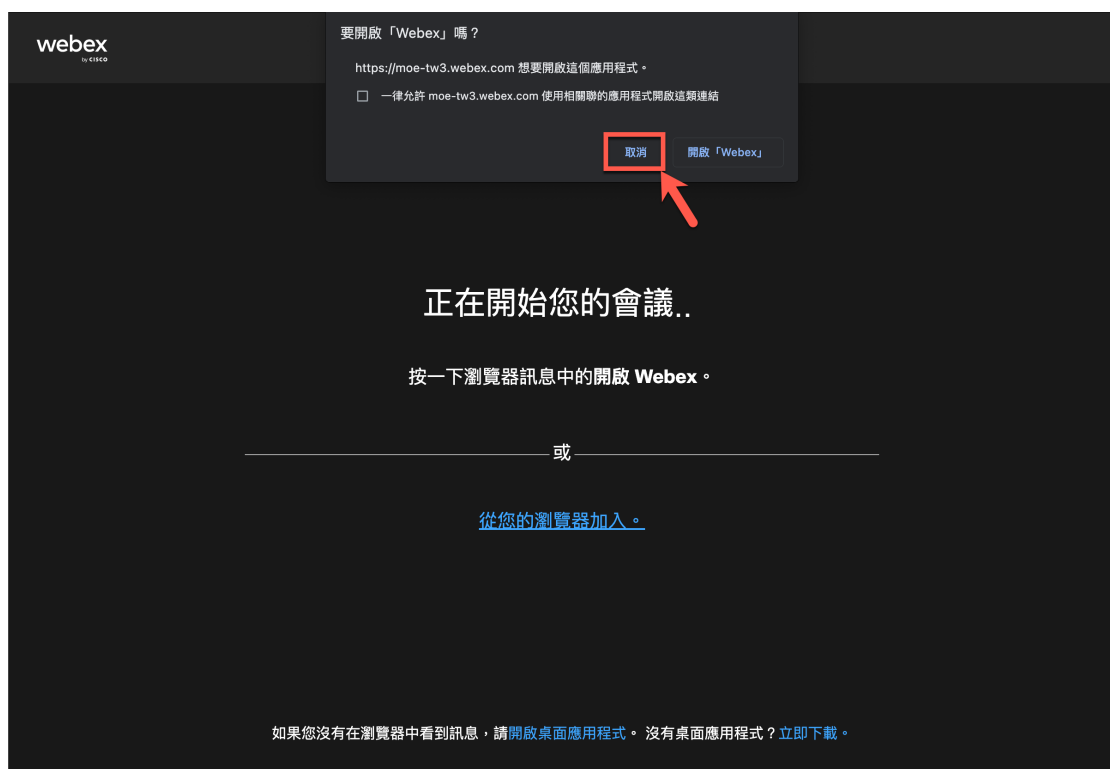 webex
by CISCO
要開啟「Webex」嗎？
https://moe-tw3.webex.com 想要開啟這個應用程式。
一律允許 moe-tw3.webex.com 使用相關聯的應用程式開啟這類連結
取消
開啟「Webex」
正在開始您的會議..
按一下瀏覽器訊息中的開啟 Webex。
或
從您的瀏覽器加入。
如果您沒有在瀏覽器中看到訊息，請開啟桌面應用程式。 沒有桌面應用程式？立即下載。